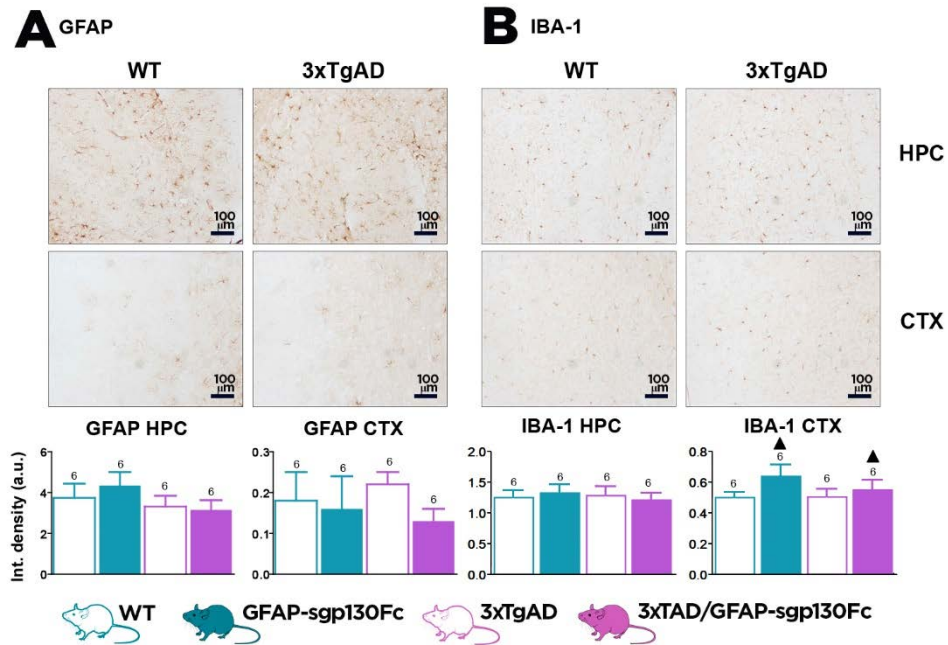 A GFAP
B IBA-1
WT 3xTgAD
WT 3xTgAD
100 µm 100 µm
100 µm 100 µm
HPC
100 µm 100 µm
100 µm 100 µm
CTX
GFAP HPC
Int. density (a.u.)
6
4
2
0
6 6 6 6
GFAP CTX
0.3
0.2
0.1
0.0
6 6 6 6
IBA-1 HPC
2.0
1.5
1.0
0.5
0.0
6 6 6 6
IBA-1 CTX
0.8
0.6
0.4
0.2
0.0
6 6 6 6
WT GFAP-sgp130Fc 3xTgAD 3xTAD/GFAP-sgp130Fc